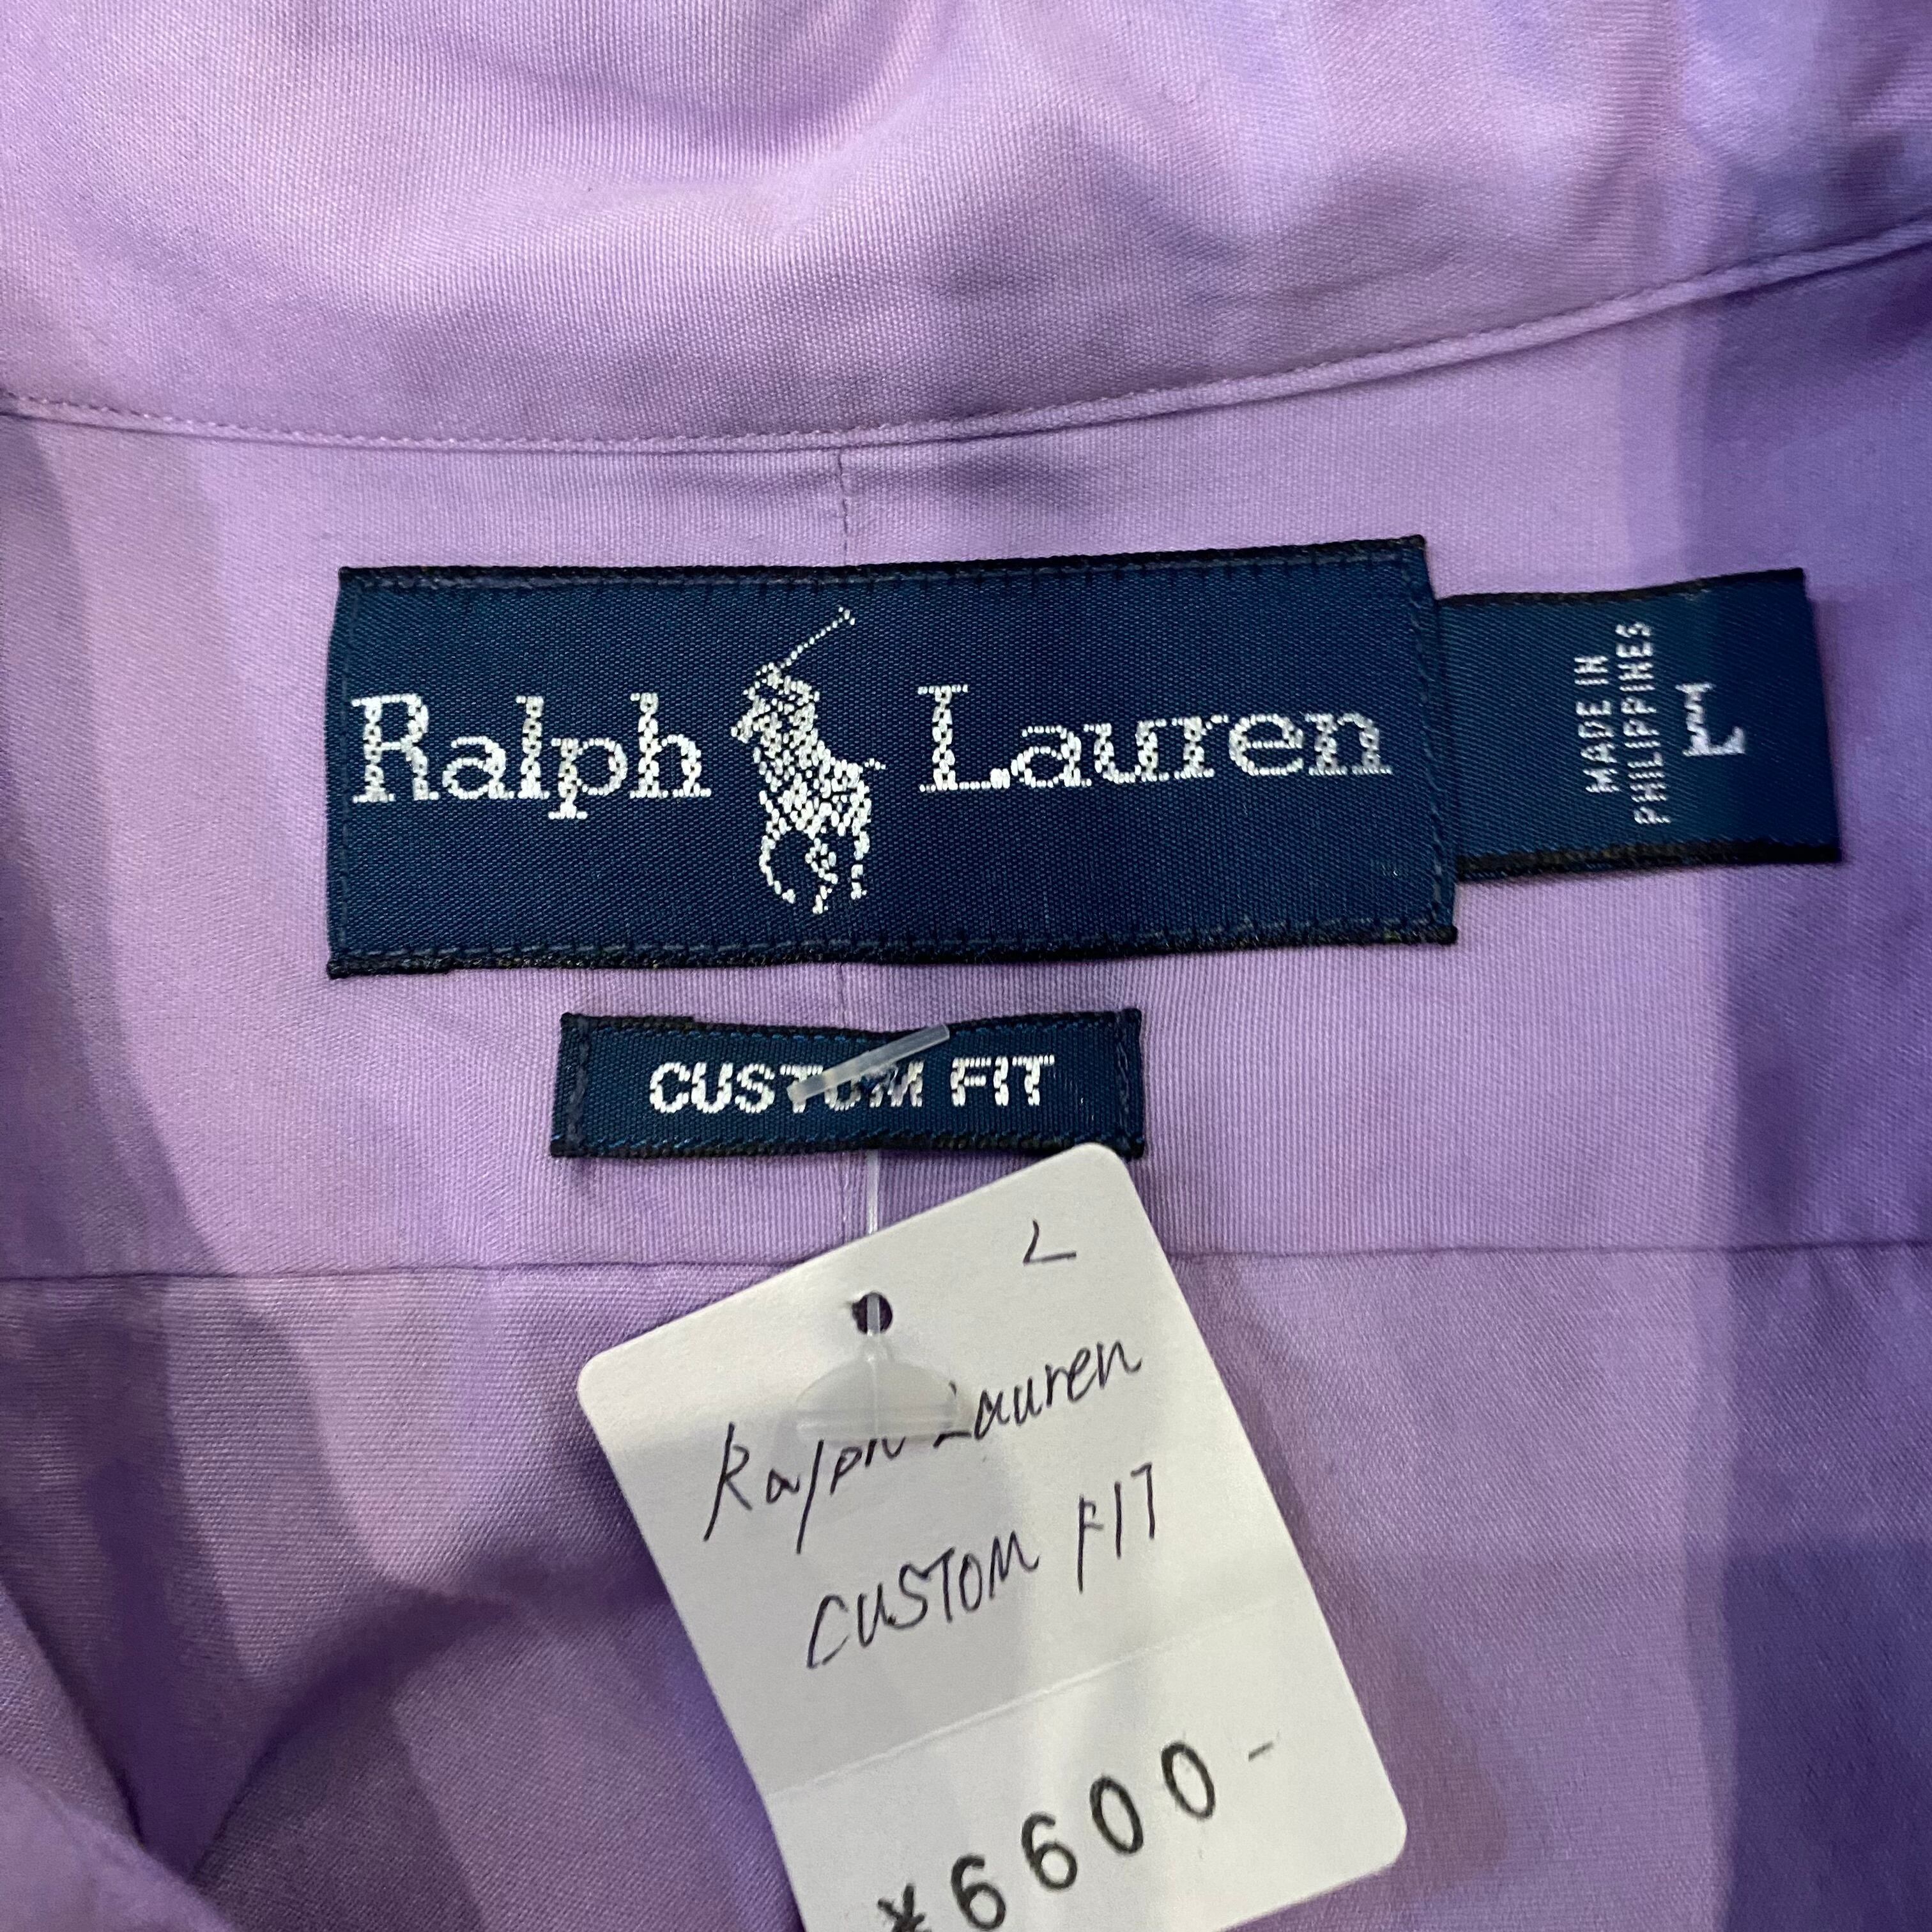 Ralph Lauren
MADE IN
PHILIPPINES
L
CUSTOM FIT
L
Ralph Lauren
CUSTOM FIT
¥6600-